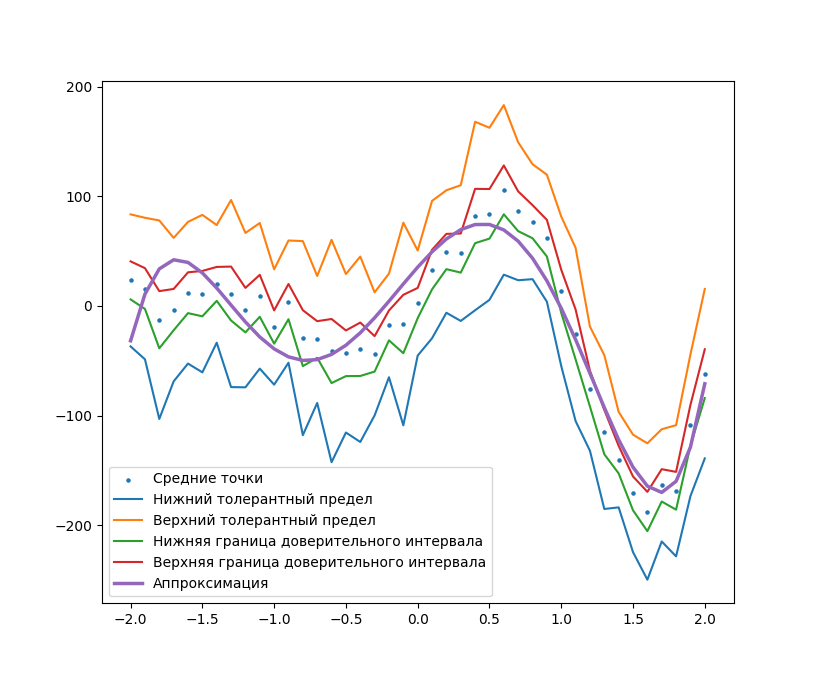 200
100
0
−100
−200
Средние точки
Нижний толерантный предел
Верхний толерантный предел
Нижняя граница доверительного интервала
Верхняя граница доверительного интервала
Аппроксимация
−2.0 −1.5 −1.0 −0.5 0.0 0.5 1.0 1.5 2.0